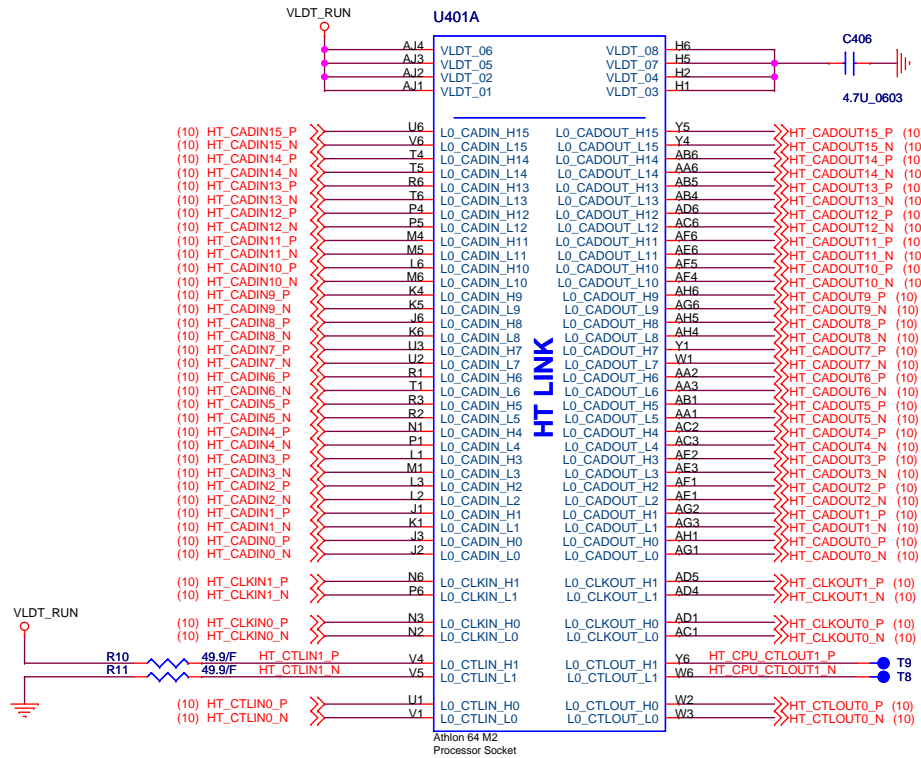 VLDT_RUN
U401A
AJ4 VLDT_06 VLDT_08 H6 C406
AJ3 VLDT_05 VLDT_07 H5
AJ2 VLDT_02 VLDT_04 H2
AJ1 VLDT_01 VLDT_03 H1 4.7U_0603
(10) HT_CADIN15_P U6 L0_CADIN_H15 L0_CADOUT_H15 Y5 HT_CADOUT15_P (10
(10) HT_CADIN15_N V6 L0_CADIN_L15 L0_CADOUT_L15 Y4 HT_CADOUT15_N (10
(10) HT_CADIN14_P T4 L0_CADIN_H14 L0_CADOUT_H14 AB6 HT_CADOUT14_P (10
(10) HT_CADIN14_N T5 L0_CADIN_L14 L0_CADOUT_L14 AA6 HT_CADOUT14_N (10
(10) HT_CADIN13_P R6 L0_CADIN_H13 L0_CADOUT_H13 AB5 HT_CADOUT13_P (10
(10) HT_CADIN13_N T6 L0_CADIN_L13 L0_CADOUT_L13 AB4 HT_CADOUT13_N (10
(10) HT_CADIN12_P P4 L0_CADIN_H12 L0_CADOUT_H12 AD6 HT_CADOUT12_P (10
(10) HT_CADIN12_N P5 L0_CADIN_L12 L0_CADOUT_L12 AC6 HT_CADOUT12_N (10
(10) HT_CADIN11_P M4 L0_CADIN_H11 L0_CADOUT_H11 AF6 HT_CADOUT11_P (10
(10) HT_CADIN11_N M5 L0_CADIN_L11 L0_CADOUT_L11 AE6 HT_CADOUT11_N (10
(10) HT_CADIN10_P L6 L0_CADIN_H10 L0_CADOUT_H10 AF5 HT_CADOUT10_P (10
(10) HT_CADIN10_N M6 L0_CADIN_L10 L0_CADOUT_L10 AF4 HT_CADOUT10_N (10
(10) HT_CADIN9_P K4 L0_CADIN_H9 L0_CADOUT_H9 AH6 HT_CADOUT9_P (10)
(10) HT_CADIN9_N K5 L0_CADIN_L9 L0_CADOUT_L9 AG6 HT_CADOUT9_N (10)
(10) HT_CADIN8_P J6 L0_CADIN_H8 L0_CADOUT_H8 AH5 HT_CADOUT8_P (10)
(10) HT_CADIN8_N K6 L0_CADIN_L8 L0_CADOUT_L8 AH4 HT_CADOUT8_N (10)
(10) HT_CADIN7_P U3 L0_CADIN_H7 L0_CADOUT_H7 Y1 HT_CADOUT7_P (10)
(10) HT_CADIN7_N U2 L0_CADIN_L7 L0_CADOUT_L7 W1 HT_CADOUT7_N (10)
(10) HT_CADIN6_P R1 L0_CADIN_H6 L0_CADOUT_H6 AA2 HT_CADOUT6_P (10)
(10) HT_CADIN6_N T1 L0_CADIN_L6 L0_CADOUT_L6 AA3 HT_CADOUT6_N (10)
(10) HT_CADIN5_P R3 L0_CADIN_H5 L0_CADOUT_H5 AB1 HT_CADOUT5_P (10)
(10) HT_CADIN5_N R2 L0_CADIN_L5 L0_CADOUT_L5 AA1 HT_CADOUT5_N (10)
(10) HT_CADIN4_P N1 L0_CADIN_H4 L0_CADOUT_H4 AC2 HT_CADOUT4_P (10)
(10) HT_CADIN4_N P1 L0_CADIN_L4 L0_CADOUT_L4 AC3 HT_CADOUT4_N (10)
(10) HT_CADIN3_P L1 L0_CADIN_H3 L0_CADOUT_H3 AE2 HT_CADOUT3_P (10)
(10) HT_CADIN3_N M1 L0_CADIN_L3 L0_CADOUT_L3 AE3 HT_CADOUT3_N (10)
(10) HT_CADIN2_P L3 L0_CADIN_H2 L0_CADOUT_H2 AF1 HT_CADOUT2_P (10)
(10) HT_CADIN2_N L2 L0_CADIN_L2 L0_CADOUT_L2 AE1 HT_CADOUT2_N (10)
(10) HT_CADIN1_P J1 L0_CADIN_H1 L0_CADOUT_H1 AG2 HT_CADOUT1_P (10)
(10) HT_CADIN1_N K1 L0_CADIN_L1 L0_CADOUT_L1 AG3 HT_CADOUT1_N (10)
(10) HT_CADIN0_P J3 L0_CADIN_H0 L0_CADOUT_H0 AH1 HT_CADOUT0_P (10)
(10) HT_CADIN0_N J2 L0_CADIN_L0 L0_CADOUT_L0 AG1 HT_CADOUT0_N (10)
HT LINK
(10) HT_CLKIN1_P N6 L0_CLKIN_H1 L0_CLKOUT_H1 AD5 HT_CLKOUT1_P (10)
(10) HT_CLKIN1_N P6 L0_CLKIN_L1 L0_CLKOUT_L1 AD4 HT_CLKOUT1_N (10)
VLDT_RUN
(10) HT_CLKIN0_P N3 L0_CLKIN_H0 L0_CLKOUT_H0 AD1 HT_CLKOUT0_P (10)
(10) HT_CLKIN0_N N2 L0_CLKIN_L0 L0_CLKOUT_L0 AC1 HT_CLKOUT0_N (10)
R10 49.9/F HT_CTLIN1_P V4 L0_CTLIN_H1 L0_CTLOUT_H1 Y6 HT_CPU_CTLOUT1_P T9
R11 49.9/F HT_CTLIN1_N V5 L0_CTLIN_L1 L0_CTLOUT_L1 W6 HT_CPU_CTLOUT1_N T8
(10) HT_CTLIN0_P U1 L0_CTLIN_H0 L0_CTLOUT_H0 W2 HT_CTLOUT0_P (10)
(10) HT_CTLIN0_N V1 L0_CTLIN_L0 L0_CTLOUT_L0 W3 HT_CTLOUT0_N (10)
Athlon 64 M2
Processor Socket